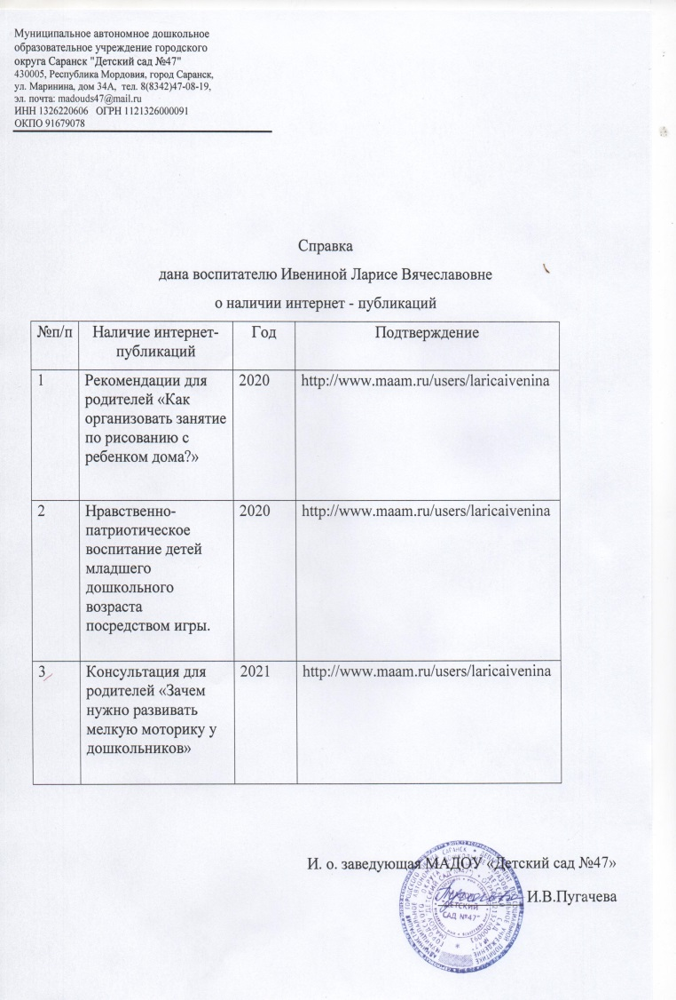 Муниципальное автономное дошкольное
образовательное учреждение городского
округа Саранск "Детский сад №47"
430005, Республика Мордовия, город Саранск,
ул. Маринина, дом 34А, тел. 8(8342)47-08-19,
эл. почта: madouds47@mail.ru
ИНН 1326220606 ОГРН 1121326000091
ОКПО 91679078
Справка
дана воспитателю Ивениной Ларисе Вячеславовне
о наличии интернет - публикаций
№п/п Наличие интернет- Год Подтверждение
публикаций
1 Рекомендации для 2020 http://www.maam.ru/users/laricaivenina
родителей «Как
организовать занятие
по рисованию с
ребенком дома?»
2 Нравственно- 2020 http://www.maam.ru/users/laricaivenina
патриотическое
воспитание детей
младшего
дошкольного
возраста
посредством игры.
3 Консультация для 2021 http://www.maam.ru/users/laricaivenina
родителей «Зачем
нужно развивать
мелкую моторику у
дошкольников»
И. о. заведующая МАДОУ «Детский сад №47»
И.В.Пугачева
ДЕТСКИЙ
САД №47"